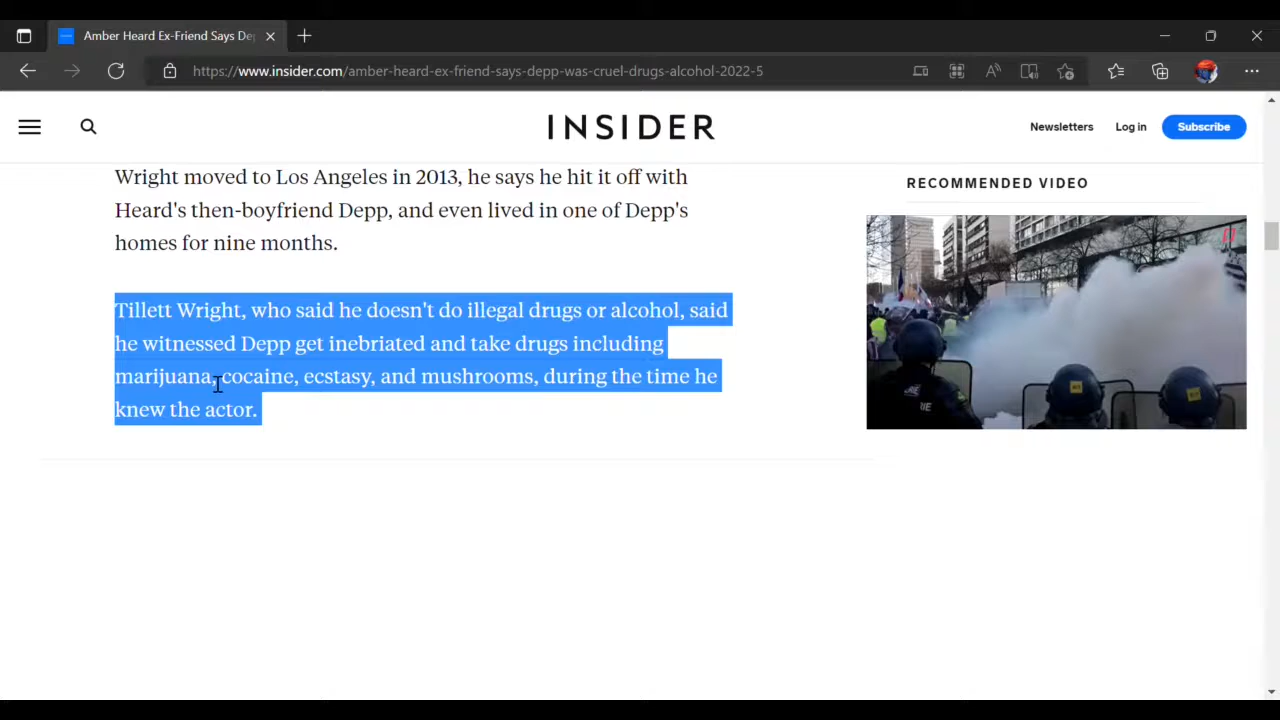 Amber Heard Ex-Friend Says De
https://www.insider.com/amber-heard-ex-friend-says-depp-was-cruel-drugs-alcohol-2022-5
INSIDER
Newsletters
Log in
Subscribe
Wright moved to Los Angeles in 2013, he says he hit it off with
Heard's then-boyfriend Depp, and even lived in one of Depp's
homes for nine months.
Tillett Wright, who said he doesn't do illegal drugs or alcohol, said
he witnessed Depp get inebriated and take drugs including
marijuana, cocaine, ecstasy, and mushrooms, during the time he
knew the actor.
RECOMMENDED VIDEO